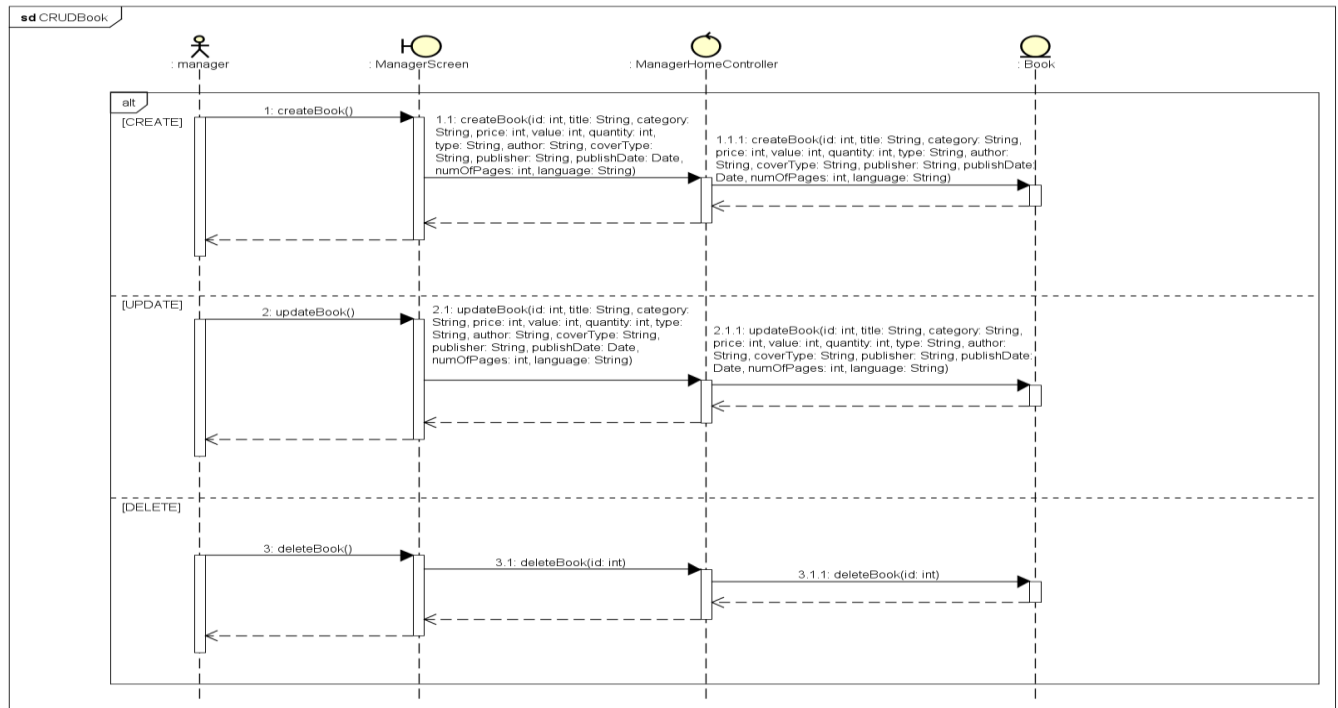 sd CRUDBook
: manager
: ManagerScreen
: ManagerHomeController
: Book
alt
[CREATE]
1: createBook()
1.1: createBook(id: int, title: String, category:
String, price: int, value: int, quantity: int,
type: String, author: String, coverType:
String, publisher: String, publishDate: Date,
numOfPages: int, language: String)
1.1.1: createBook(id: int, title: String, category: String,
price: int, value: int, quantity: int, type: String, author:
String, coverType: String, publisher: String, publishDate:
Date, numOfPages: int, language: String)
[UPDATE]
2: updateBook()
2.1: updateBook(id: int, title: String, category:
String, price: int, value: int, quantity: int, type:
String, author: String, coverType: String,
publisher: String, publishDate: Date,
numOfPages: int, language: String)
2.1.1: updateBook(id: int, title: String, category: String,
price: int, value: int, quantity: int, type: String, author:
String, coverType: String, publisher: String, publishDate:
Date, numOfPages: int, language: String)
[DELETE]
3: deleteBook()
3.1: deleteBook(id: int)
3.1.1: deleteBook(id: int)